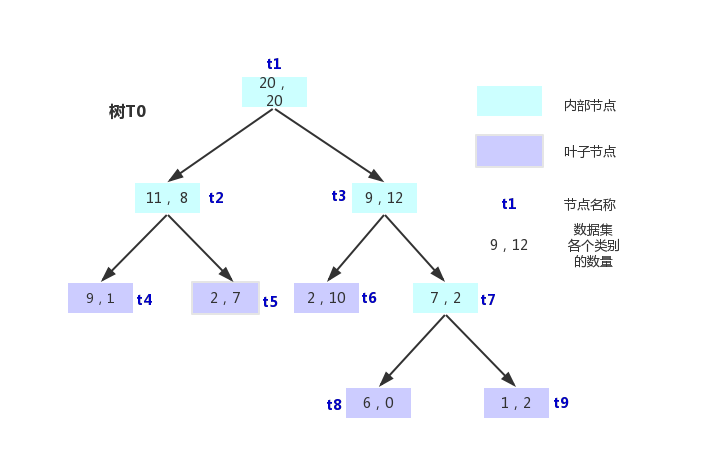 t1
20 ,
20
树T0
内部节点
叶子节点
11 , 8
t2
t3
9 , 12
t1
节点名称
9 , 12
数据集
各个类别
的数量
9 , 1
t4
2 , 7
t5
2 , 10
t6
7 , 2
t7
t8
6 , 0
1 , 2
t9